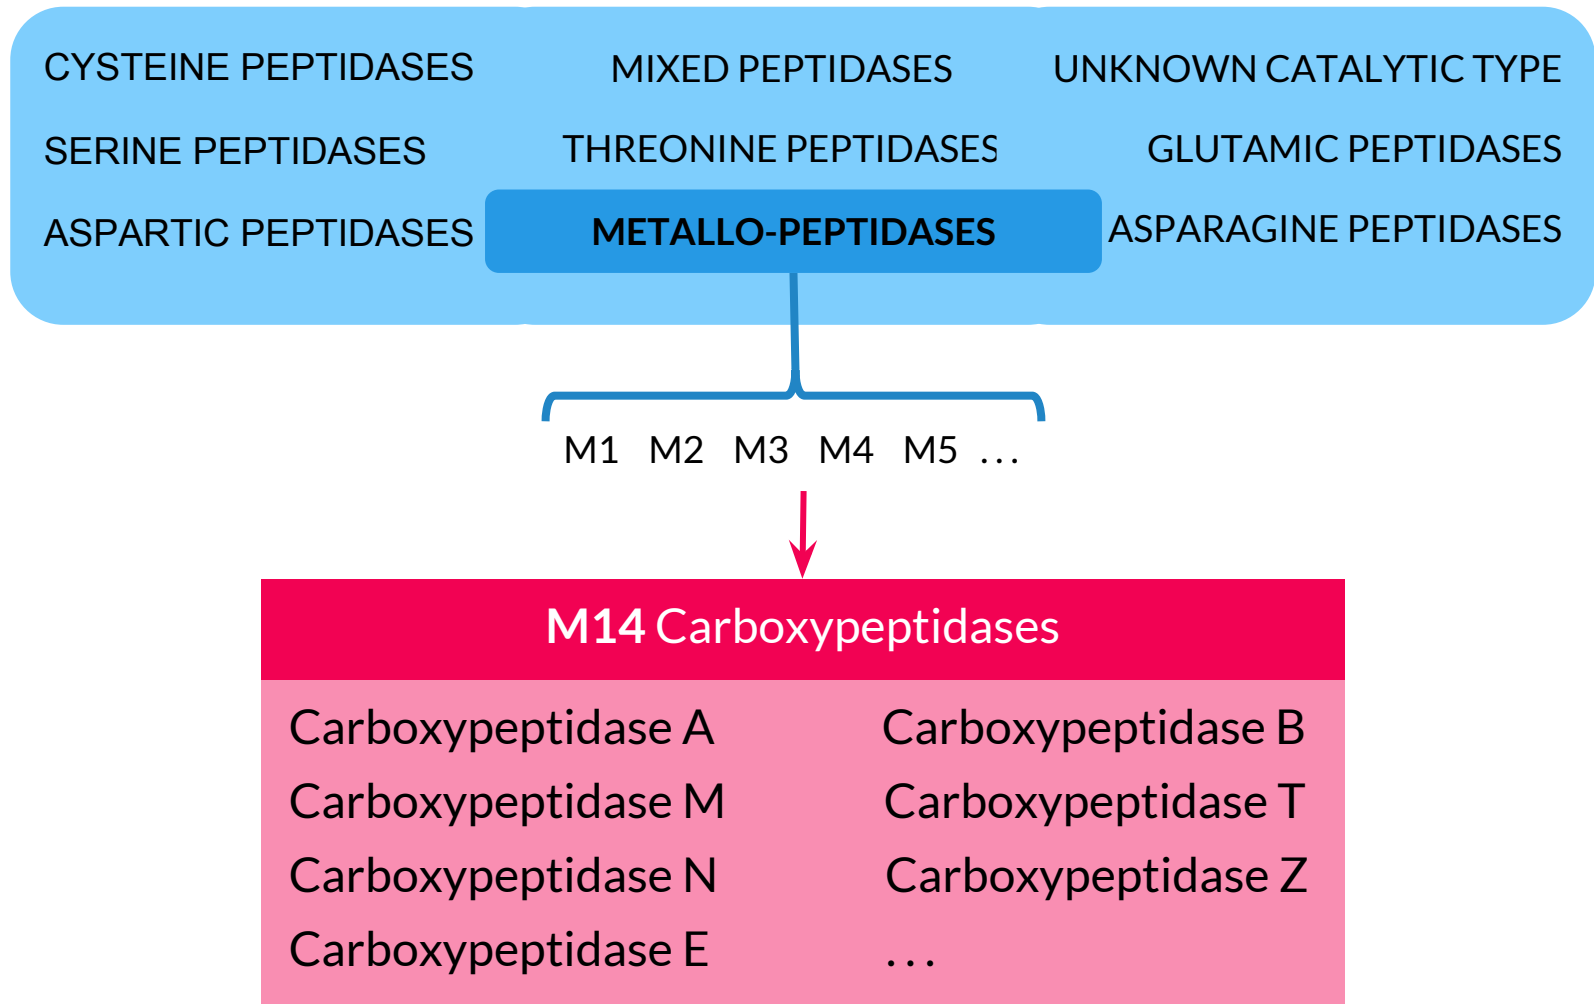 CYSTEINE PEPTIDASES MIXED PEPTIDASES UNKNOWN CATALYTIC TYPE
SERINE PEPTIDASES THREONINE PEPTIDASES GLUTAMIC PEPTIDASES
ASPARTIC PEPTIDASES METALLO-PEPTIDASES ASPARAGINE PEPTIDASES
M1 M2 M3 M4 M5 ...
M14 Carboxypeptidases
Carboxypeptidase A Carboxypeptidase B
Carboxypeptidase M Carboxypeptidase T
Carboxypeptidase N Carboxypeptidase Z
Carboxypeptidase E ...